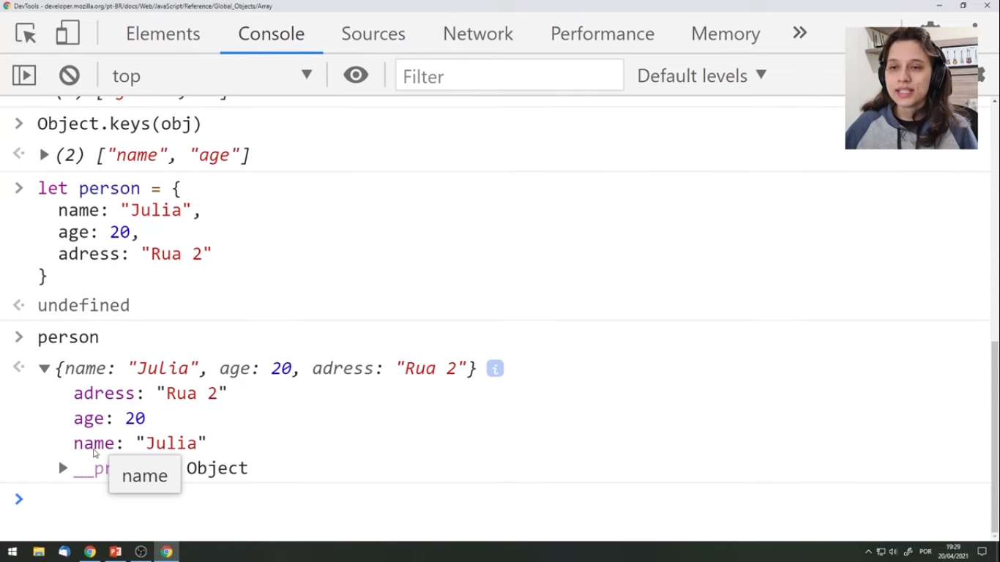 DevTools - developer.mozilla.org/pt-BR/docs/Web/JavaScript/Reference/Global_Objects/Array
Elements Console Sources Network Performance Memory »
top Filter Default levels
Object.keys(obj)
(2) ["name", "age"]
let person = {
name: "Julia",
age: 20,
adress: "Rua 2"
}
undefined
person
{name: "Julia", age: 20, adress: "Rua 2"} i
adress: "Rua 2"
age: 20
name: "Julia"
Object
name
POR
19:29
20/04/2021